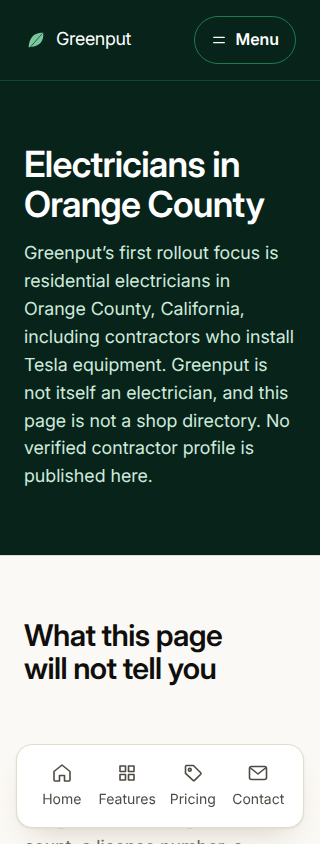 Greenput
Menu
Electricians in
Orange County
Greenput’s first rollout focus is
residential electricians in
Orange County, California,
including contractors who install
Tesla equipment. Greenput is
not itself an electrician, and this
page is not a shop directory. No
verified contractor profile is
published here.
What this page
will not tell you
Home
Features
Pricing
Contact